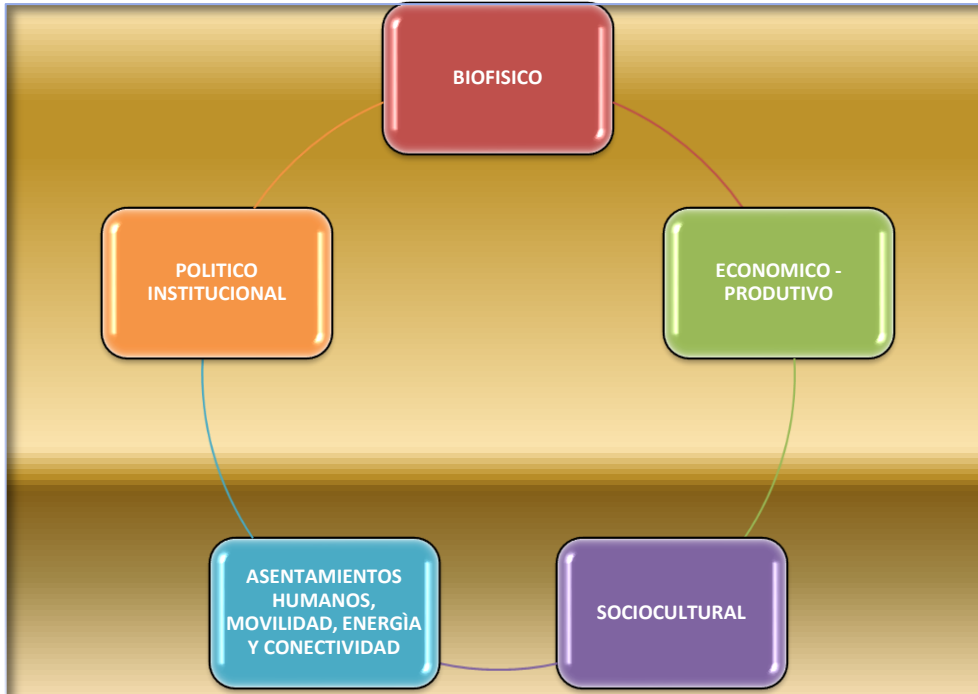 BIOFISICO
POLITICO
INSTITUCIONAL
ECONOMICO -
PRODUTIVO
ASENTAMIENTOS
HUMANOS,
MOVILIDAD, ENERGÌA
Y CONECTIVIDAD
SOCIOCULTURAL